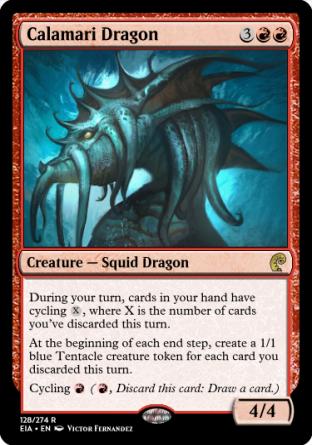 Calamari Dragon 3
Creature — Squid Dragon
During your turn, cards in your hand have
cycling X, where X is the number of cards
you've discarded this turn.
At the beginning of each end step, create a 1/1
blue Tentacle creature token for each card you
discarded this turn.
Cycling ( , Discard this card: Draw a card.)
128/274 R
EIA • EN VICTOR FERNANDEZ
4/4